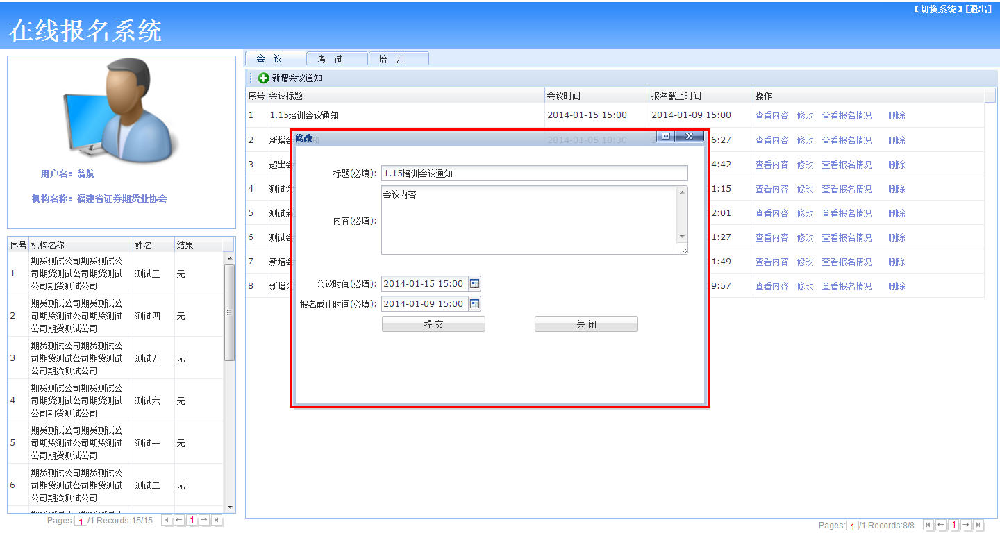 【切换系统】[退出]
在线报名系统
用户名：翁航
机构名称：福建省证券期货业协会
序号 机构名称 姓名 结果
1 期货测试公司期货测试公
司期货测试公司期货测试
公司期货测试公司 测试三 无
2 期货测试公司期货测试公
司期货测试公司期货测试
公司期货测试公司 测试四 无
3 期货测试公司期货测试公
司期货测试公司期货测试
公司期货测试公司 测试五 无
4 期货测试公司期货测试公
司期货测试公司期货测试
公司期货测试公司 测试六 无
5 期货测试公司期货测试公
司期货测试公司期货测试
公司期货测试公司 测试一 无
6 期货测试公司期货测试公
司期货测试公司期货测试
公司期货测试公司 测试二 无
Pages: 1 /1 Records:15/15 1
会 议 考 试 培 训
新增会议通知
序号 会议标题 会议时间 报名截止时间 操作
1 1.15培训会议通知 2014-01-15 15:00 2014-01-09 15:00 查看内容 修改 查看报名情况 删除
2 新增会 2014-01-05 10:30 6:27 查看内容 修改 查看报名情况 删除
3 超出会 4:42 查看内容 修改 查看报名情况 删除
4 测试会 1:15 查看内容 修改 查看报名情况 删除
5 测试新 2:01 查看内容 修改 查看报名情况 删除
6 测试会 1:27 查看内容 修改 查看报名情况 删除
7 新增会 1:49 查看内容 修改 查看报名情况 删除
8 新增会 9:57 查看内容 修改 查看报名情况 删除
修改
标题(必填): 1.15培训会议通知
内容(必填): 会议内容
会议时间(必填): 2014-01-15 15:00
报名截止时间(必填): 2014-01-09 15:00
提 交 关 闭
Pages: 1 /1 Records:8/8 1